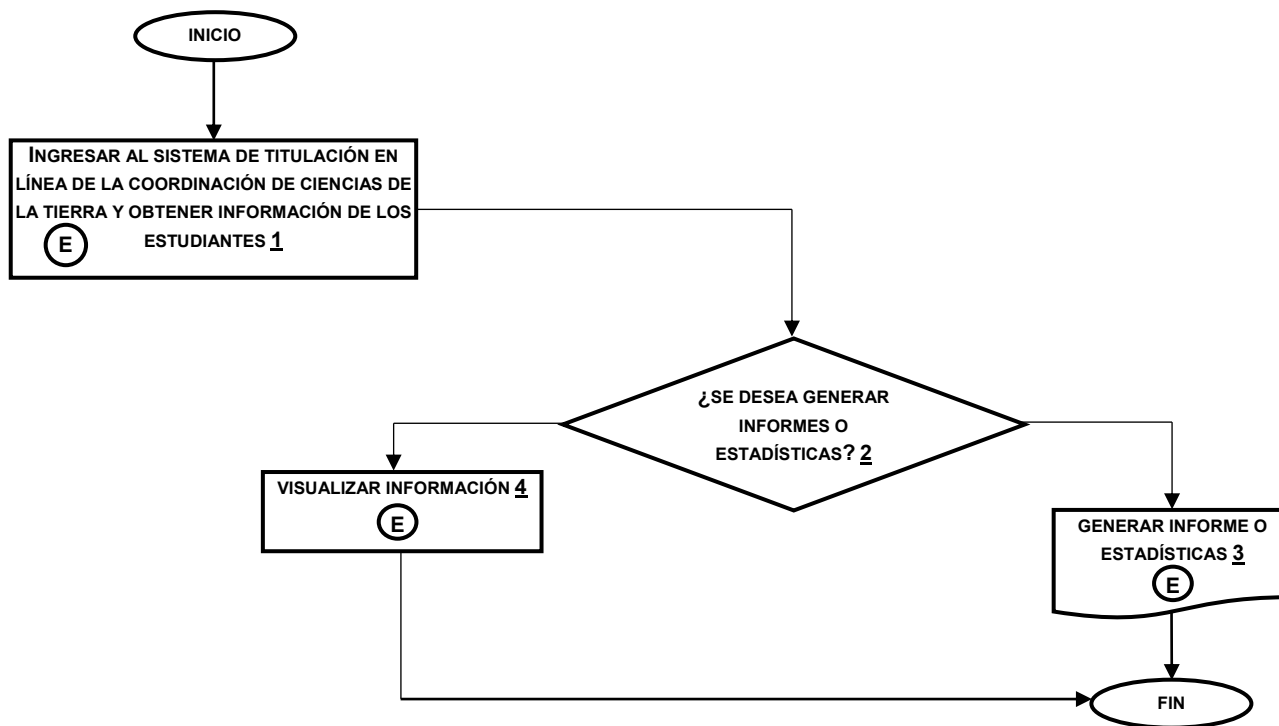 INICIO
INGRESAR AL SISTEMA DE TITULACIÓN EN
LÍNEA DE LA COORDINACIÓN DE CIENCIAS DE
LA TIERRA Y OBTENER INFORMACIÓN DE LOS
ESTUDIANTES 1
E
¿SE DESEA GENERAR
INFORMES O
ESTADÍSTICAS? 2
VISUALIZAR INFORMACIÓN 4
E
GENERAR INFORME O
ESTADÍSTICAS 3
E
FIN